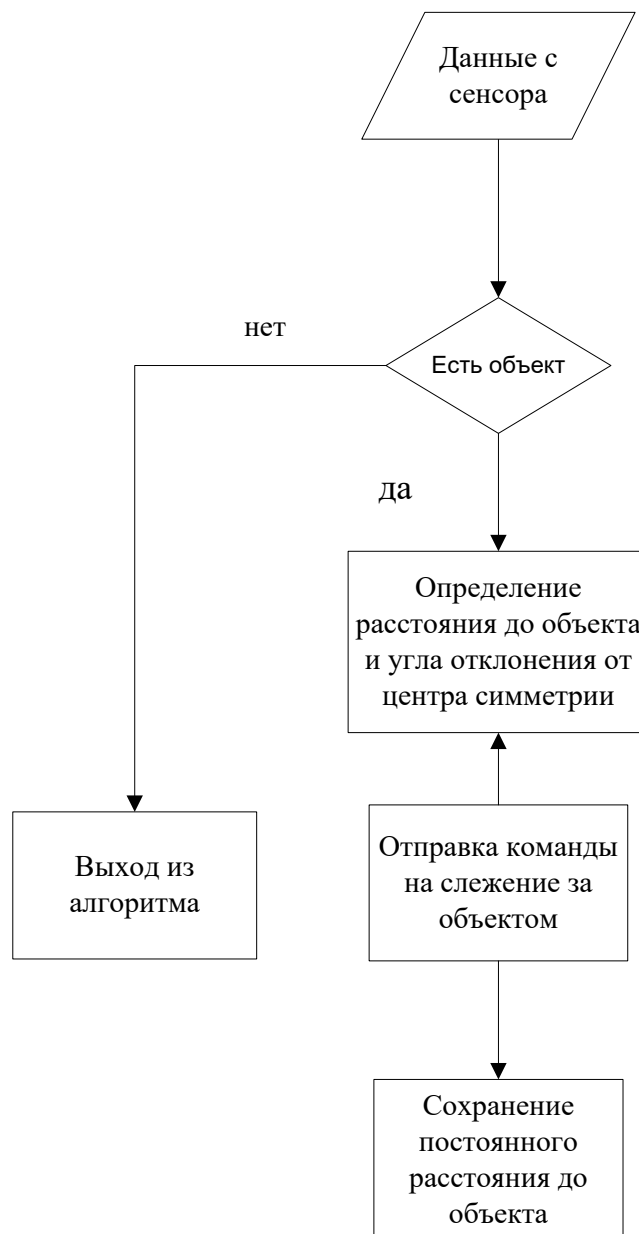 Данные с
сенсора
нет
Есть объект
да
Определение
расстояния до объекта
и угла отклонения от
центра симметрии
Выход из
алгоритма
Отправка команды
на слежение за
объектом
Сохранение
постоянного
расстояния до
объекта